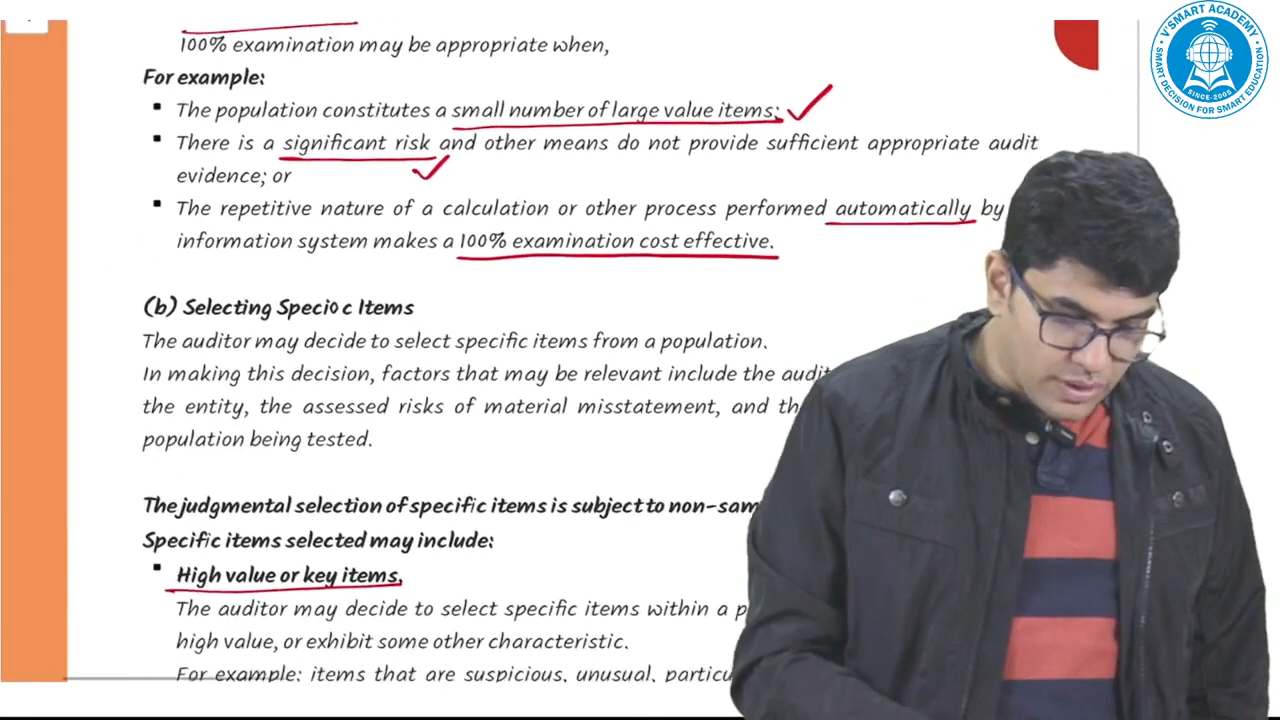 100% examination may be appropriate when,
For example:
▪ The population constitutes a small number of large value items;
▪ There is a significant risk and other means do not provide sufficient appropriate audit
evidence; or
▪ The repetitive nature of a calculation or other process performed automatically by
information system makes a 100% examination cost effective.
(b) Selecting Specio c Items
The auditor may decide to select specific items from a population.
In making this decision, factors that may be relevant include the audit
the entity, the assessed risks of material misstatement, and th
population being tested.
The judgmental selection of specific items is subject to non-sam
Specific items selected may include:
▪ High value or key items,
The auditor may decide to select specific items within a p
high value, or exhibit some other characteristic.
For example: items that are suspicious, unusual, particu
V'SMART ACADEMY
SINCE-2005
SMART DECISION FOR SMART EDUCATION